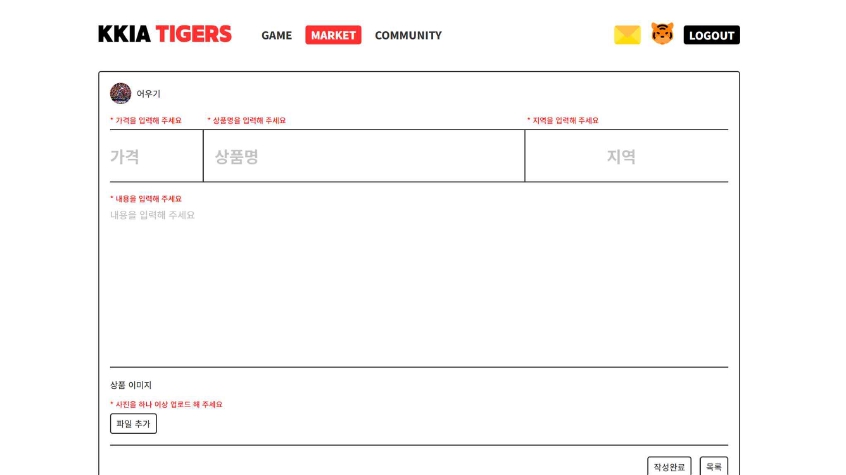 KKIA TIGERS GAME MARKET COMMUNITY LOGOUT
어우기
* 가격을 입력해 주세요 * 상품명을 입력해 주세요 * 지역을 입력해 주세요
가격 상품명 지역
* 내용을 입력해 주세요
내용을 입력해 주세요
상품 이미지
* 사진을 하나 이상 업로드 해 주세요
파일 추가
작성완료 목록